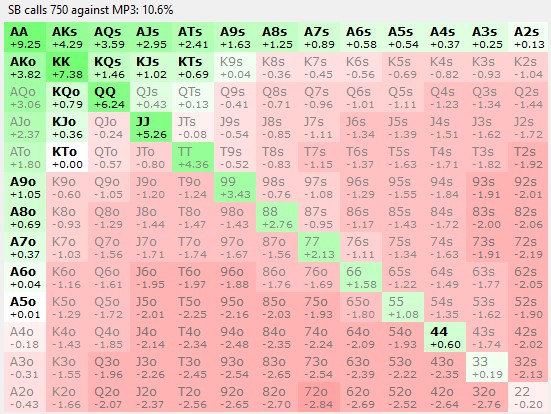 SB calls 750 against MP3: 10.6%
AA AKs AQs AJs ATs A9s A8s A7s A6s A5s A4s A3s A2s
+9.25 +4.29 +3.59 +2.95 +2.41 +1.63 +1.25 +0.89 +0.58 +0.54 +0.37 +0.25 +0.13
AKo KK KQs KJs KTs K9s K8s K7s K6s K5s K4s K3s K2s
+3.82 +7.38 +1.46 +1.02 +0.69 +0.04 -0.36 -0.45 -0.56 -0.69 -0.82 -0.93 -1.04
AQo KQo QQ QJs QTs Q9s Q8s Q7s Q6s Q5s Q4s Q3s Q2s
+3.06 +0.79 +6.24 +0.43 +0.13 -0.41 -0.71 -0.96 -1.01 -1.11 -1.23 -1.34 -1.44
AJo KJo QJo JJ JTs J9s J8s J7s J6s J5s J4s J3s J2s
+2.37 +0.36 -0.24 +5.26 -0.08 -0.54 -0.85 -1.11 -1.34 -1.39 -1.51 -1.62 -1.72
ATo KTo QTo JTo TT T9s T8s T7s T6s T5s T4s T3s T2s
+1.80 +0.00 -0.57 -0.80 +4.36 -0.52 -0.83 -1.15 -1.37 -1.63 -1.71 -1.82 -1.92
A9o K9o Q9o J9o T9o 99 98s 97s 96s 95s 94s 93s 92s
+1.05 -0.60 -1.05 -1.20 -1.24 +3.43 -0.76 -1.08 -1.29 -1.55 -1.84 -1.91 -2.01
A8o K8o Q8o J8o T8o 98o 88 87s 86s 85s 84s 83s 82s
+0.69 -0.93 -1.29 -1.44 -1.47 -1.43 +2.76 -0.95 -1.17 -1.43 -1.72 -2.00 -2.06
A7o K7o Q7o J7o T7o 97o 87o 77 76s 75s 74s 73s 72s
+0.37 -1.03 -1.56 -1.71 -1.74 -1.67 -1.56 +2.13 -1.11 -1.34 -1.63 -1.91 -2.19
A6o K6o Q6o J6o T6o 96o 86o 76o 66 65s 64s 63s 62s
+0.04 -1.16 -1.61 -1.95 -1.97 -1.88 -1.76 -1.69 +1.58 -1.22 -1.49 -1.77 -2.05
A5o K5o Q5o J5o T5o 95o 85o 75o 65o 55 54s 53s 52s
+0.01 -1.29 -1.72 -2.01 -2.25 -2.16 -2.03 -1.93 -1.80 +1.08 -1.35 -1.62 -1.90
A4o K4o Q4o J4o T4o 94o 84o 74o 64o 54o 44 43s 42s
-0.18 -1.43 -1.85 -2.14 -2.34 -2.48 -2.35 -2.24 -2.09 -1.93 +0.60 -1.74 -2.02
A3o K3o Q3o J3o T3o 93o 83o 73o 63o 53o 43o 33 32s
-0.31 -1.55 -1.96 -2.26 -2.45 -2.54 -2.65 -2.54 -2.39 -2.22 -2.35 +0.19 -2.13
A2o K2o Q2o J2o T2o 92o 82o 72o 62o 52o 42o 32o 22
-0.43 -1.66 -2.07 -2.37 -2.56 -2.65 -2.70 -2.84 -2.69 -2.52 -2.64 -2.76 -0.20